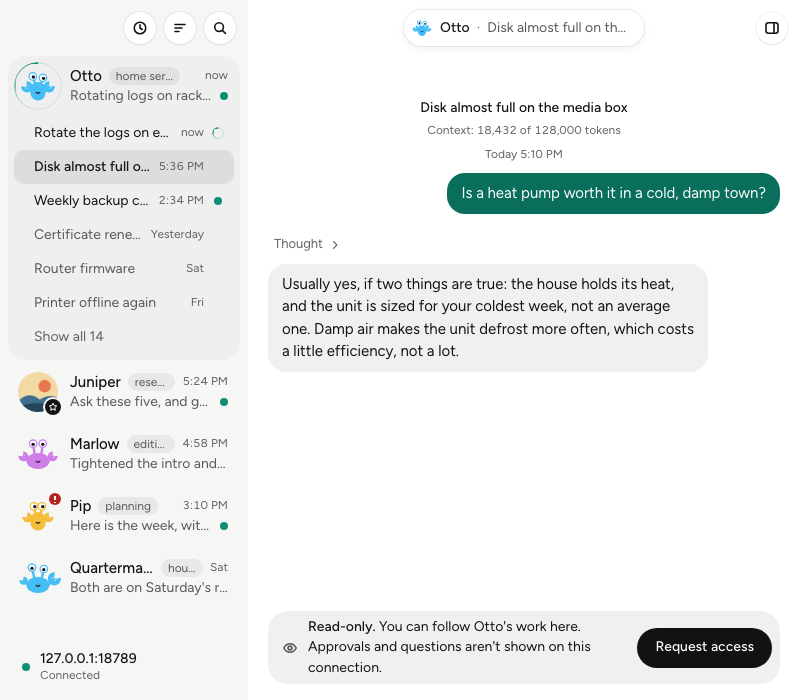 Otto · Disk almost full on th...
Otto home ser... now
Rotating logs on rack...
Rotate the logs on e... now
Disk almost full o... 5:36 PM
Weekly backup c... 2:34 PM
Certificate rene... Yesterday
Router firmware Sat
Printer offline again Fri
Show all 14
Juniper rese... 5:24 PM
Ask these five, and g...
Marlow editi... 4:58 PM
Tightened the intro and...
Pip planning 3:10 PM
Here is the week, wit...
Quarterma... hou... Sat
Both are on Saturday's r...
127.0.0.1:18789
Connected
Disk almost full on the media box
Context: 18,432 of 128,000 tokens
Today 5:10 PM
Is a heat pump worth it in a cold, damp town?
Thought
Usually yes, if two things are true: the house holds its heat,
and the unit is sized for your coldest week, not an average
one. Damp air makes the unit defrost more often, which costs
a little efficiency, not a lot.
Read-only. You can follow Otto's work here.
Approvals and questions aren't shown on this
connection.
Request access